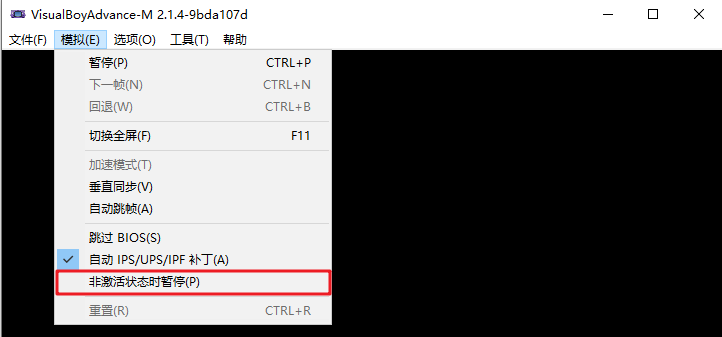 VisualBoyAdvance-M 2.1.4-9bda107d
文件(F) 模拟(E) 选项(O) 工具(T) 帮助
暂停(P) CTRL+P
下一帧(N) CTRL+N
回退(W) CTRL+B
切换全屏(F) F11
加速模式(T)
垂直同步(V)
自动跳帧(A)
跳过 BIOS(S)
自动 IPS/UPS/IPF 补丁(A)
非激活状态时暂停(P)
重置(R) CTRL+R